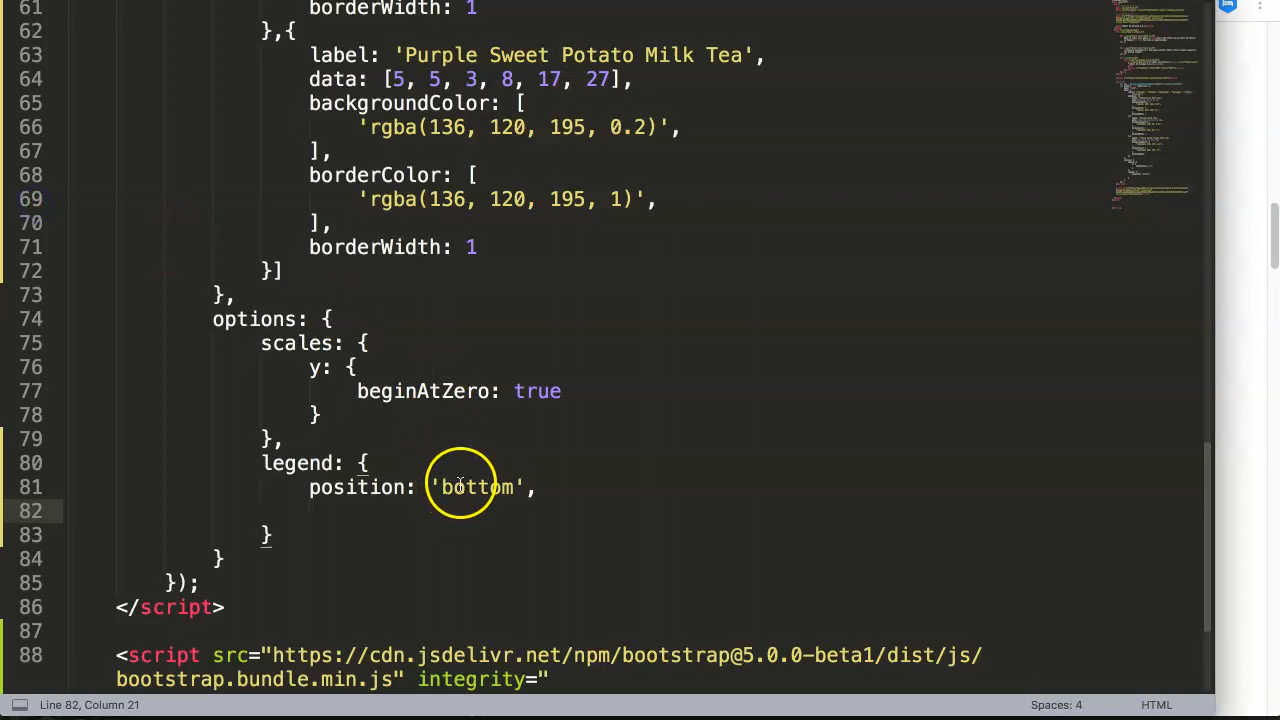 61 borderWidth: 1
62 },{
63 label: 'Purple Sweet Potato Milk Tea',
64 data: [5, 5, 3, 8, 17, 27],
65 backgroundColor: [
66 'rgba(136, 120, 195, 0.2)',
67 ],
68 borderColor: [
69 'rgba(136, 120, 195, 1)',
70 ],
71 borderWidth: 1
72 }]
73 },
74 options: {
75 scales: {
76 y: {
77 beginAtZero: true
78 }
79 },
80 legend: {
81 position: 'bottom',
82
83 }
84 }
85 });
86 </script>
87
88 <script src="https://cdn.jsdelivr.net/npm/bootstrap@5.0.0-beta1/dist/js/
bootstrap.bundle.min.js" integrity="
Line 82, Column 21 Spaces: 4 HTML